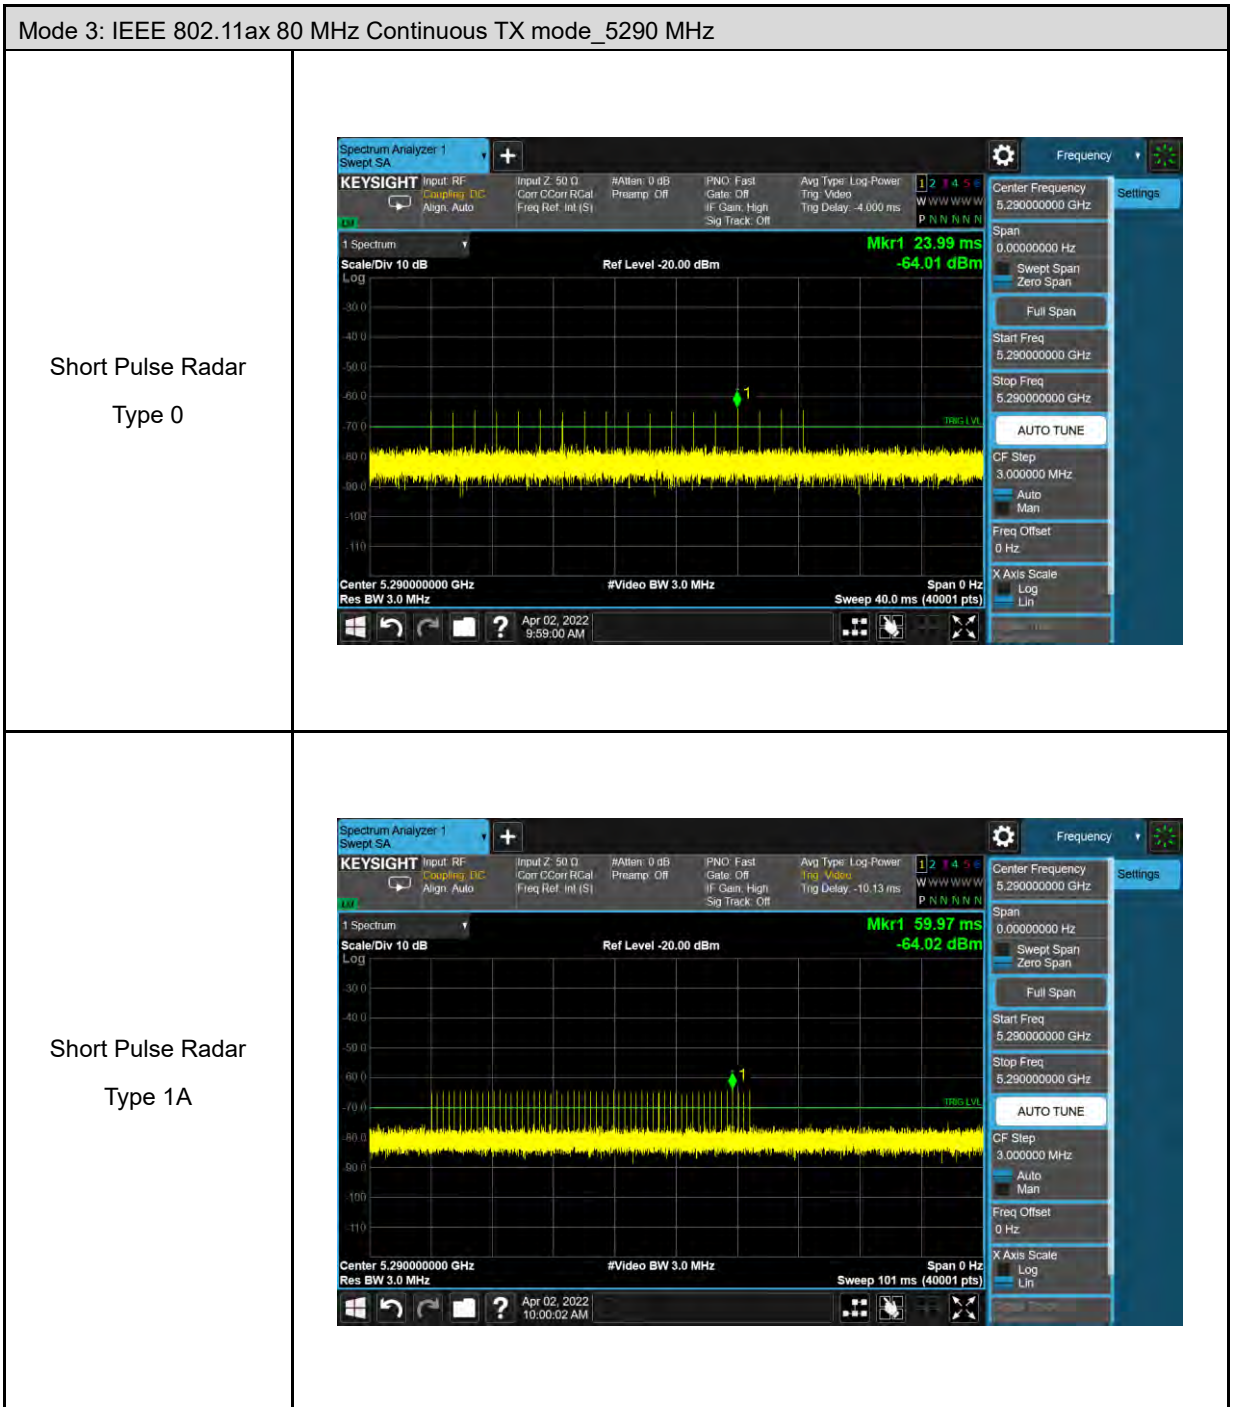 Mode 3: IEEE 802.11ax 80 MHz Continuous TX mode_5290 MHz
Short Pulse Radar
Type 0
Spectrum Analyzer 1
Swept SA
Frequency
KEYSIGHT
Input: RF
Coupling: DC
Align: Auto
Input Z: 50 Ω
Corr CCorr RCal
Freq Ref: Int (S)
#Atten: 0 dB
Preamp: Off
PNO: Fast
Gate: Off
IF Gain: High
Sig Track: Off
Avg Type: Log-Power
Trig: Video
Trig Delay: -4.000 ms
1 2 3 4 5 6
W W W W W W
P N N N N N
1 Spectrum
Scale/Div 10 dB
Ref Level -20.00 dBm
Mkr1 23.99 ms
-64.01 dBm
Log
-30.0
-40.0
-50.0
-60.0
-70.0
-80.0
-90.0
-100
-110
1
TRIG LVL
Center 5.290000000 GHz
Res BW 3.0 MHz
#Video BW 3.0 MHz
Span 0 Hz
Sweep 40.0 ms (40001 pts)
Apr 02, 2022
9:59:00 AM
Center Frequency
5.290000000 GHz
Settings
Span
0.00000000 Hz
Swept Span
Zero Span
Full Span
Start Freq
5.290000000 GHz
Stop Freq
5.290000000 GHz
AUTO TUNE
CF Step
3.000000 MHz
Auto
Man
Freq Offset
0 Hz
X Axis Scale
Log
Lin
Short Pulse Radar
Type 1A
Spectrum Analyzer 1
Swept SA
Frequency
KEYSIGHT
Input: RF
Coupling: DC
Align: Auto
Input Z: 50 Ω
Corr CCorr RCal
Freq Ref: Int (S)
#Atten: 0 dB
Preamp: Off
PNO: Fast
Gate: Off
IF Gain: High
Sig Track: Off
Avg Type: Log-Power
Trig: Video
Trig Delay: -10.13 ms
1 2 3 4 5 6
W W W W W W
P N N N N N
1 Spectrum
Scale/Div 10 dB
Ref Level -20.00 dBm
Mkr1 59.97 ms
-64.02 dBm
Log
-30.0
-40.0
-50.0
-60.0
-70.0
-80.0
-90.0
-100
-110
1
TRIG LVL
Center 5.290000000 GHz
Res BW 3.0 MHz
#Video BW 3.0 MHz
Span 0 Hz
Sweep 101 ms (40001 pts)
Apr 02, 2022
10:00:02 AM
Center Frequency
5.290000000 GHz
Settings
Span
0.00000000 Hz
Swept Span
Zero Span
Full Span
Start Freq
5.290000000 GHz
Stop Freq
5.290000000 GHz
AUTO TUNE
CF Step
3.000000 MHz
Auto
Man
Freq Offset
0 Hz
X Axis Scale
Log
Lin